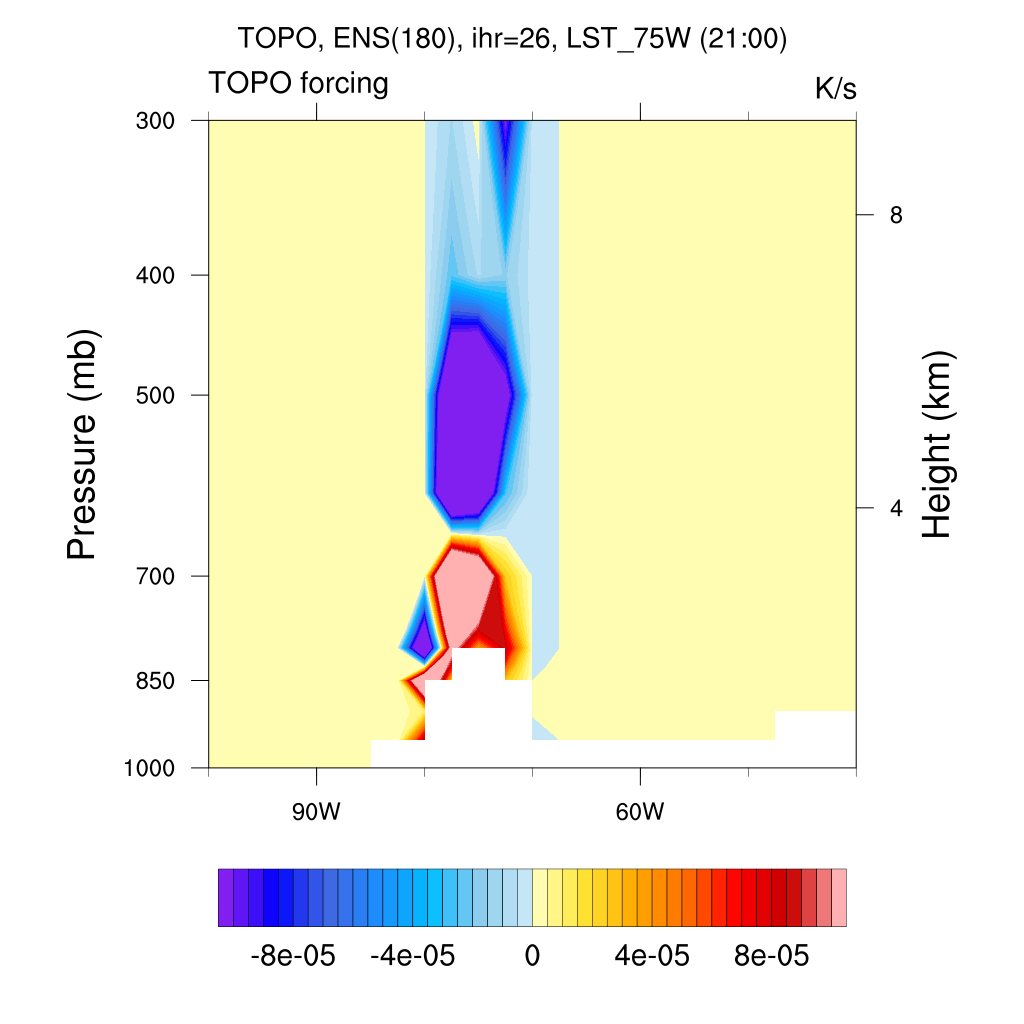 TOPO, ENS(180), ihr=26, LST_75W (21:00)
TOPO forcing
K/s
300
400
500
700
850
1000
Pressure (mb)
8
4
Height (km)
90W
60W
-8e-05
-4e-05
0
4e-05
8e-05